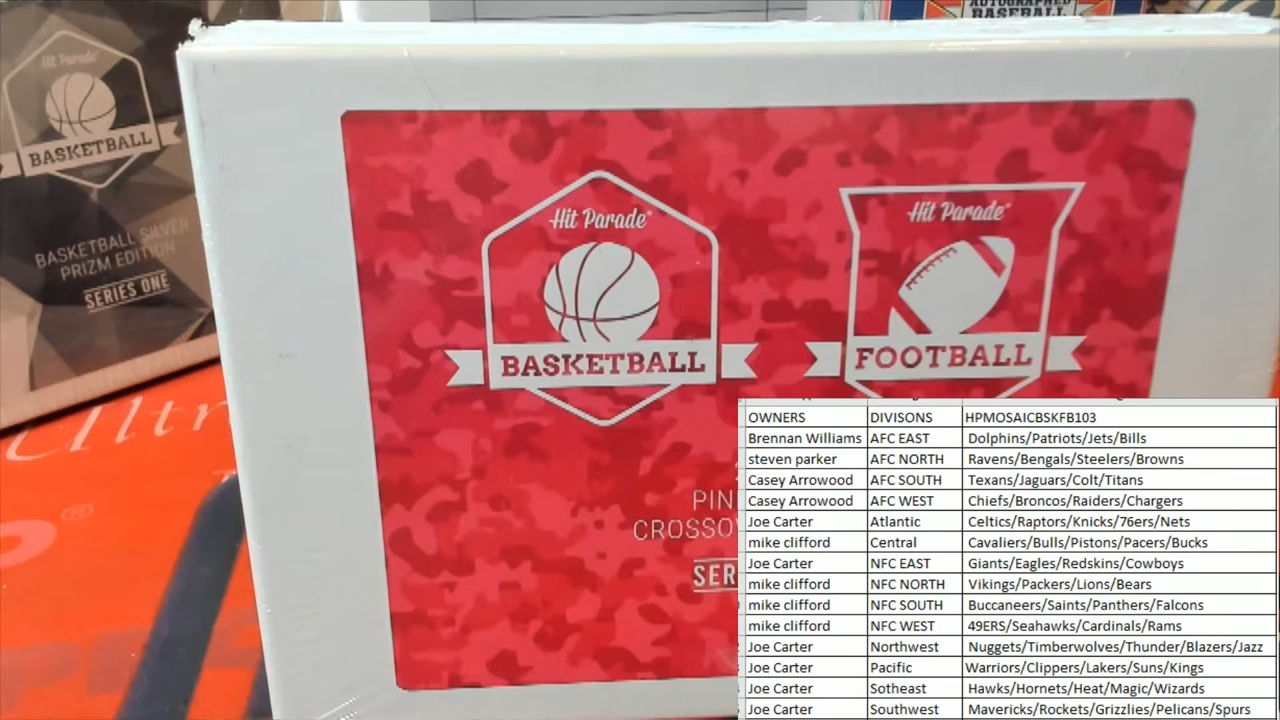 AUTOGRAPHED
BASEBALL
Hit Parade
BASKETBALL
BASKETBALL SILVER
PRIZM EDITION
SERIES ONE
Hit Parade®
BASKETBALL
Hit Parade®
FOOTBALL
PIN
CROSSO
SER
OWNERS DIVISONS HPMOSAICBSKFB103
Brennan Williams AFC EAST Dolphins/Patriots/Jets/Bills
steven parker AFC NORTH Ravens/Bengals/Steelers/Browns
Casey Arrowood AFC SOUTH Texans/Jaguars/Colt/Titans
Casey Arrowood AFC WEST Chiefs/Broncos/Raiders/Chargers
Joe Carter Atlantic Celtics/Raptors/Knicks/76ers/Nets
mike clifford Central Cavaliers/Bulls/Pistons/Pacers/Bucks
Joe Carter NFC EAST Giants/Eagles/Redskins/Cowboys
mike clifford NFC NORTH Vikings/Packers/Lions/Bears
mike clifford NFC SOUTH Buccaneers/Saints/Panthers/Falcons
mike clifford NFC WEST 49ERS/Seahawks/Cardinals/Rams
Joe Carter Northwest Nuggets/Timberwolves/Thunder/Blazers/Jazz
Joe Carter Pacific Warriors/Clippers/Lakers/Suns/Kings
Joe Carter Sotheast Hawks/Hornets/Heat/Magic/Wizards
Joe Carter Southwest Mavericks/Rockets/Grizzlies/Pelicans/Spurs